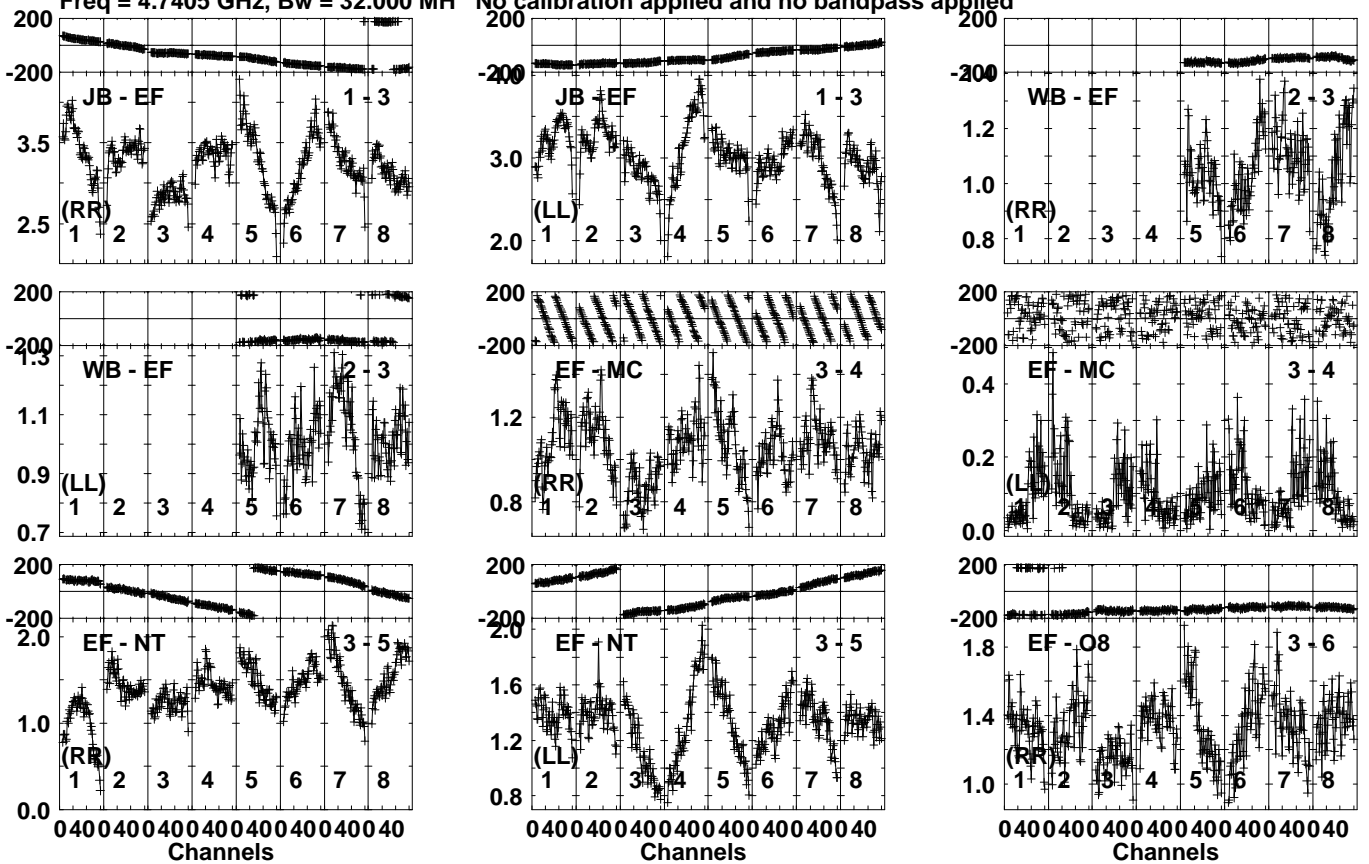 Freq = 4.7405 GHz, Bw = 32.000 MH No calibration applied and no bandpass applied
200
-200
JB - EF 1 - 3
3.5
2.5
(RR)
1 2 3 4 5 6 7 8
200
-200
4.0
JB - EF 1 - 3
3.0
2.0
(LL)
1 2 3 4 5 6 7 8
200
-200
1.4
WB - EF 2 - 3
1.2
1.0
0.8
(RR)
1 2 3 4 5 6 7 8
200
-200
1.3
WB - EF 2 - 3
1.1
0.9
0.7
(LL)
1 2 3 4 5 6 7 8
200
-200
EF - MC 3 - 4
1.2
0.8
(RR)
1 2 3 4 5 6 7 8
200
-200
EF - MC 3 - 4
0.4
0.2
0.0
(LL)
1 2 3 4 5 6 7 8
200
-200
2.0
EF - NT 3 - 5
1.0
0.0
(RR)
1 2 3 4 5 6 7 8
0 40 0 40 0 40 0 40 0 40 0 40 0 40 0 40
Channels
200
-200
2.0
EF - NT 3 - 5
1.6
1.2
0.8
(LL)
1 2 3 4 5 6 7 8
0 40 0 40 0 40 0 40 0 40 0 40 0 40 0 40
Channels
200
-200
1.8
EF - O8 3 - 6
1.4
1.0
(RR)
1 2 3 4 5 6 7 8
0 40 0 40 0 40 0 40 0 40 0 40 0 40 0 40
Channels